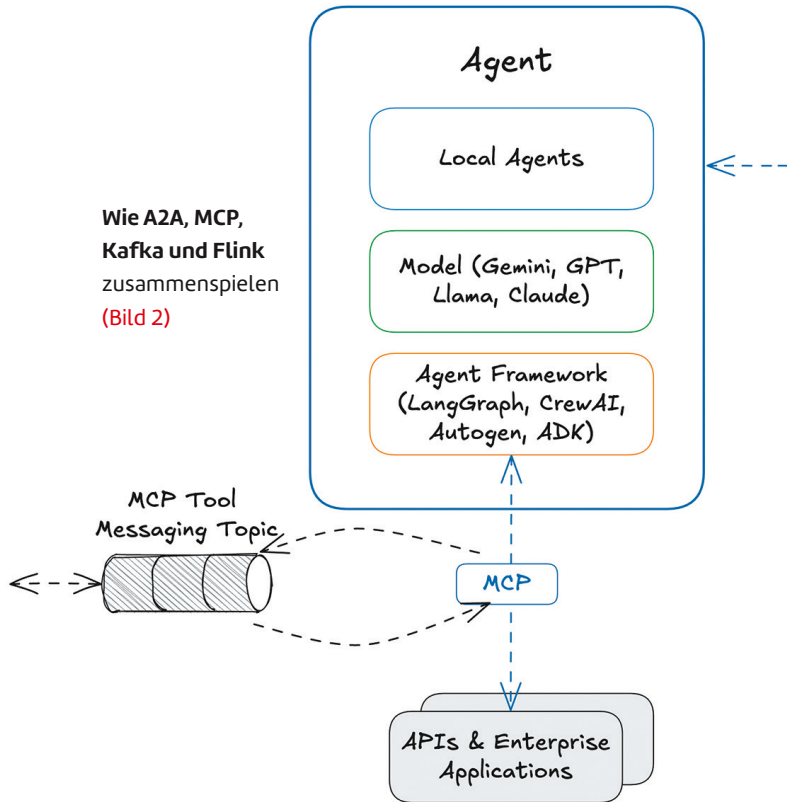 Agent
Local Agents
Wie A2A, MCP,
Kafka und Flink
zusammenspielen
(Bild 2)
Model (Gemini, GPT,
Llama, Claude)
Agent Framework
(LangGraph, CrewAI,
Autogen, ADK)
MCP Tool
Messaging Topic
MCP
APIs & Enterprise
Applications